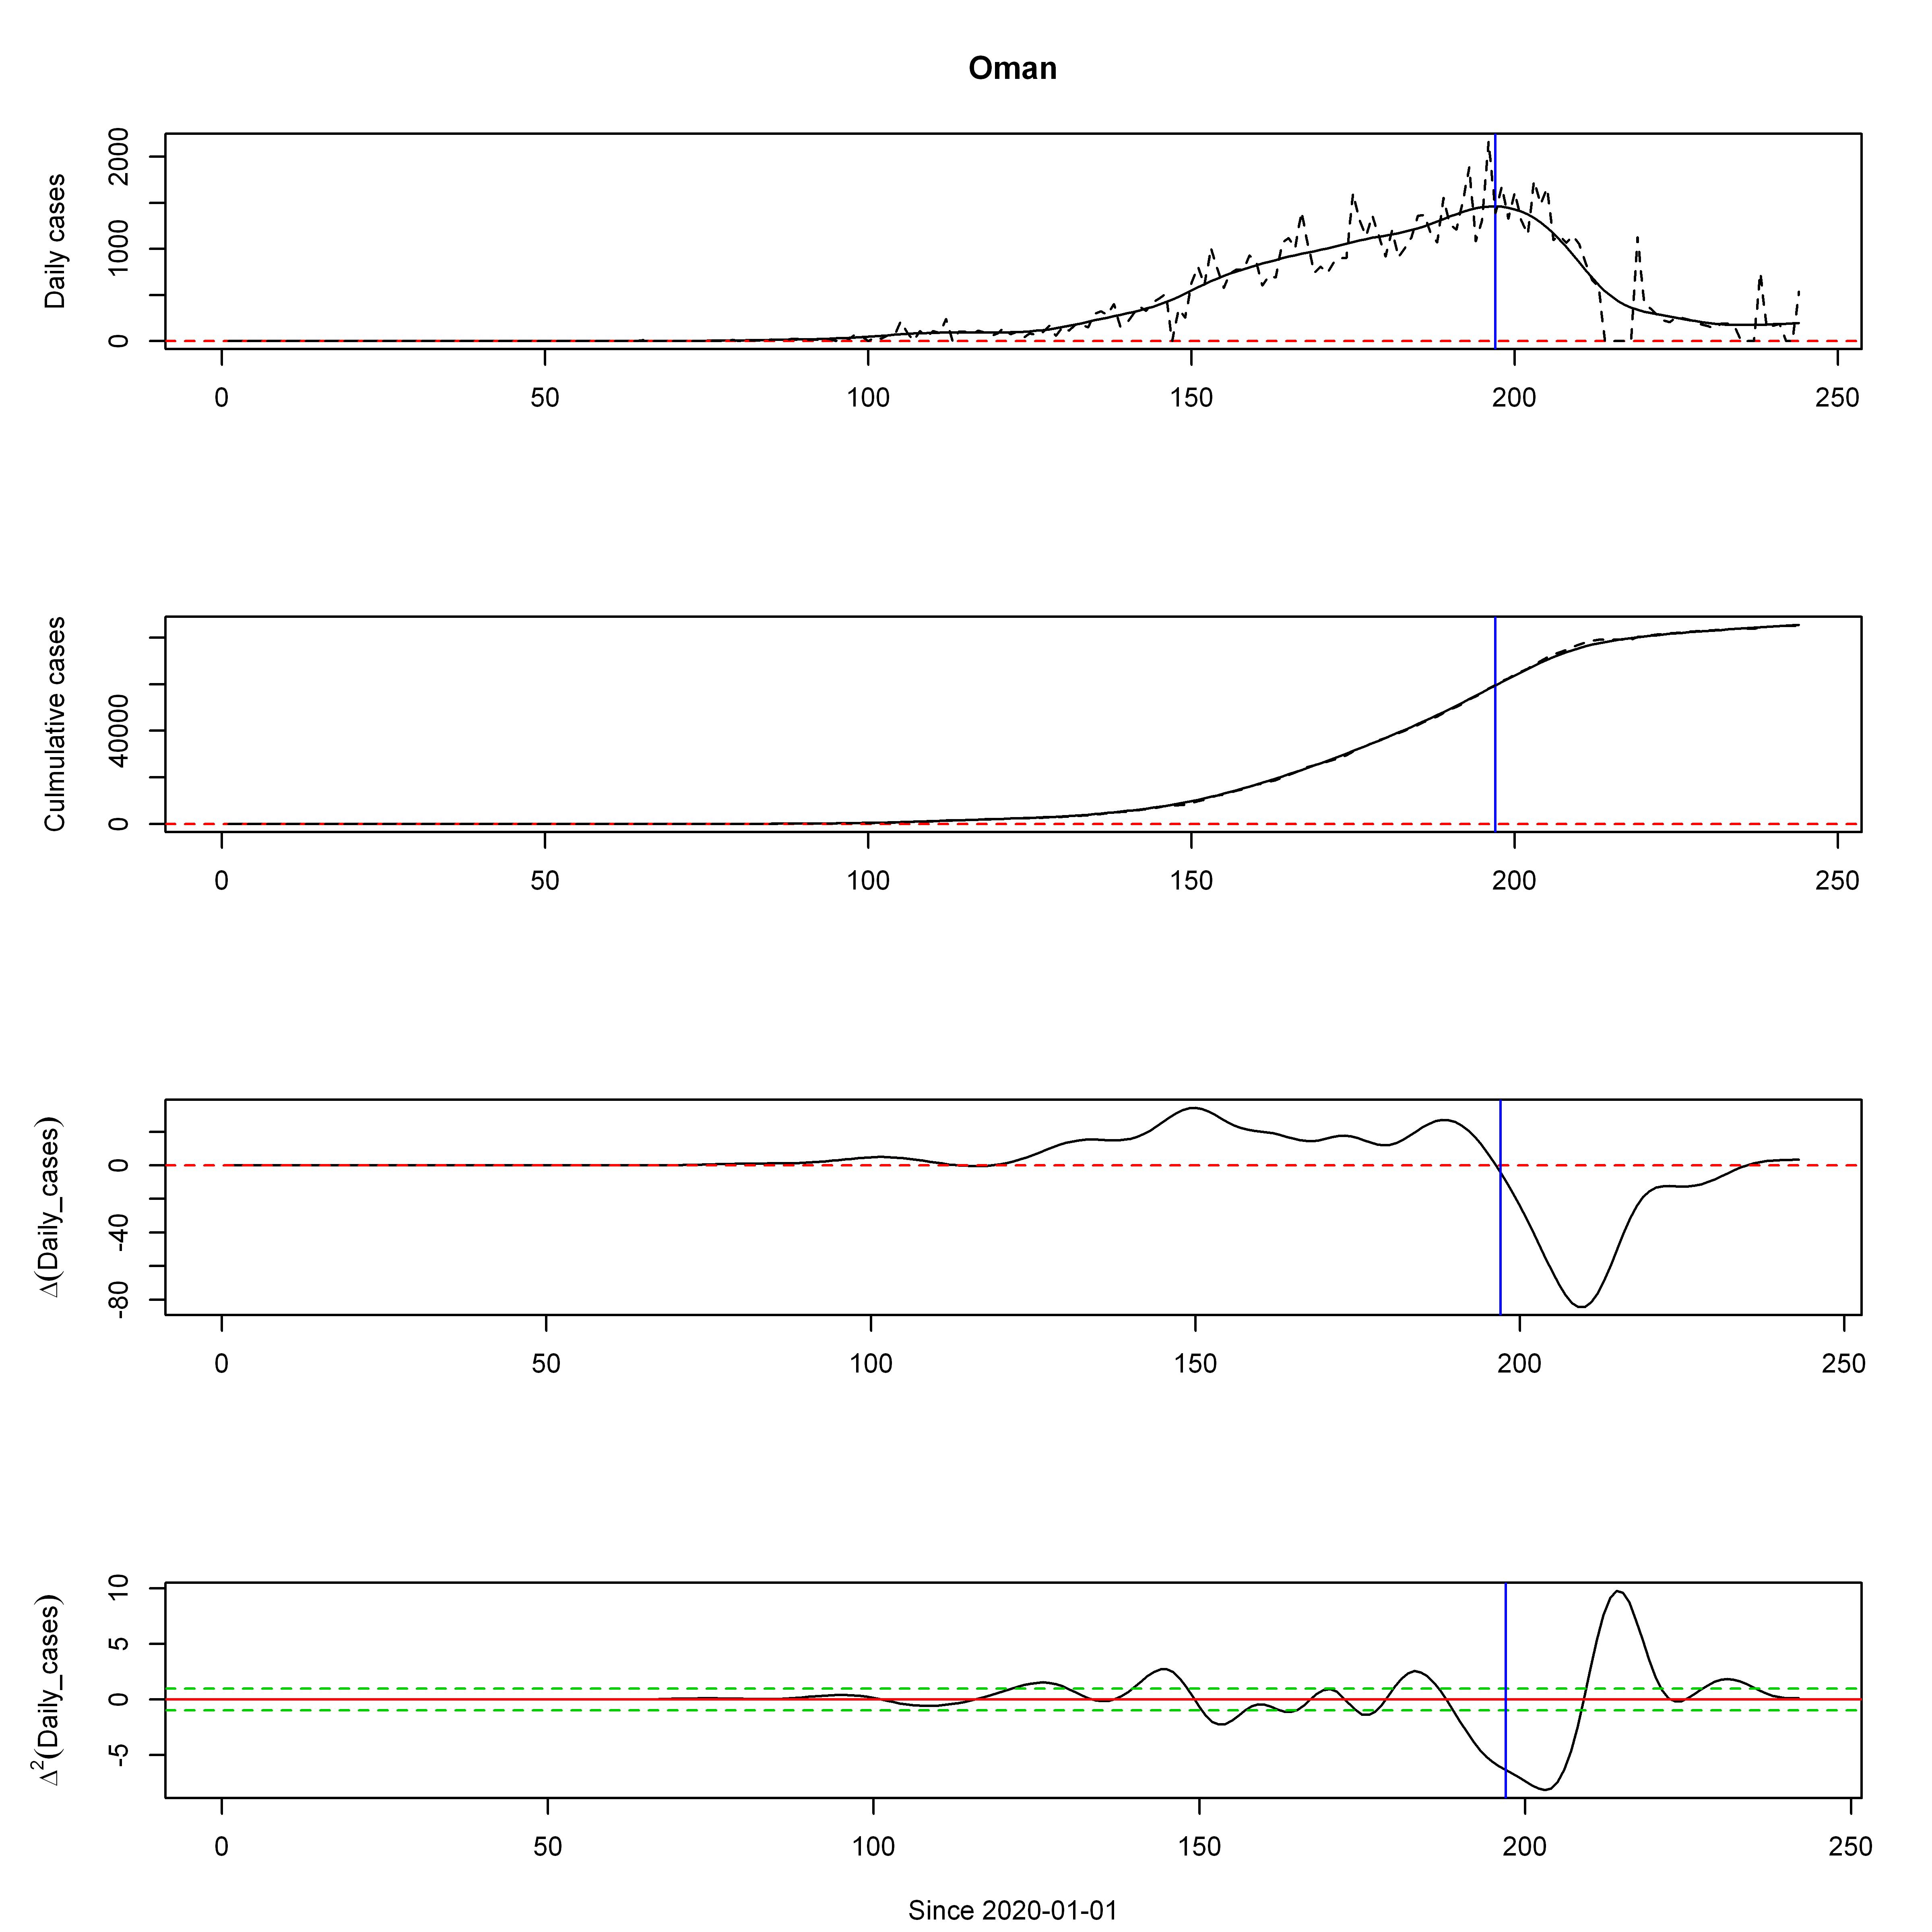 Oman
Daily cases
0 1000 2000
0 50 100 150 200 250
Culmulative cases
0 40000
0 50 100 150 200 250
Δ(Daily_cases)
-80 -40 0
0 50 100 150 200 250
Δ²(Daily_cases)
-5 0 5 10
0 50 100 150 200 250
Since 2020-01-01